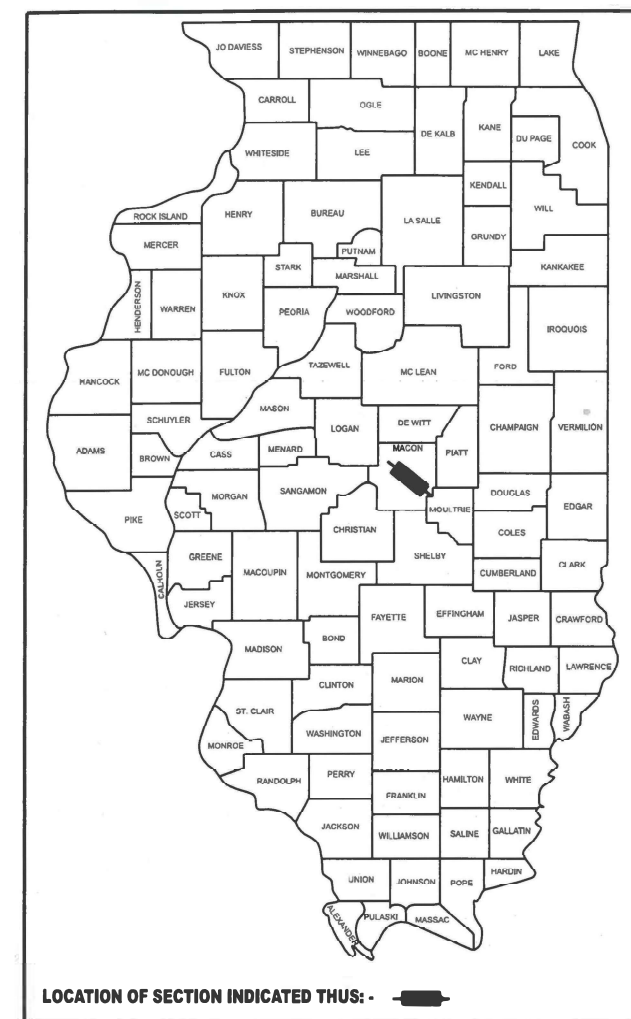 JO DAVIESS
STEPHENSON
WINNEBAGO
BOONE
MC HENRY
LAKE
CARROLL
OGLE
DE KALB
KANE
DU PAGE
COOK
WHITESIDE
LEE
KENDALL
WILL
ROCK ISLAND
HENRY
BUREAU
LA SALLE
GRUNDY
MERCER
PUTNAM
STARK
MARSHALL
KANKAKEE
HENDERSON
WARREN
KNOX
PEORIA
WOODFORD
LIVINGSTON
IROQUOIS
HANCOCK
MC DONOUGH
FULTON
TAZEWELL
MC LEAN
FORD
MASON
SCHUYLER
LOGAN
DE WITT
CHAMPAIGN
VERMILION
ADAMS
BROWN
CASS
MENARD
MACON
PIATT
PIKE
SCOTT
MORGAN
SANGAMON
CHRISTIAN
MOULTRIE
DOUGLAS
EDGAR
COLES
CALHOUN
GREENE
MACOUPIN
MONTGOMERY
SHELBY
CUMBERLAND
CLARK
JERSEY
FAYETTE
EFFINGHAM
JASPER
CRAWFORD
MADISON
BOND
CLAY
RICHLAND
LAWRENCE
CLINTON
MARION
ST. CLAIR
WAYNE
EDWARDS
WABASH
MONROE
WASHINGTON
JEFFERSON
RANDOLPH
PERRY
HAMILTON
WHITE
FRANKLIN
JACKSON
WILLIAMSON
SALINE
GALLATIN
UNION
JOHNSON
POPE
HARDIN
ALEXANDER
PULASKI
MASSAC
LOCATION OF SECTION INDICATED THUS: -